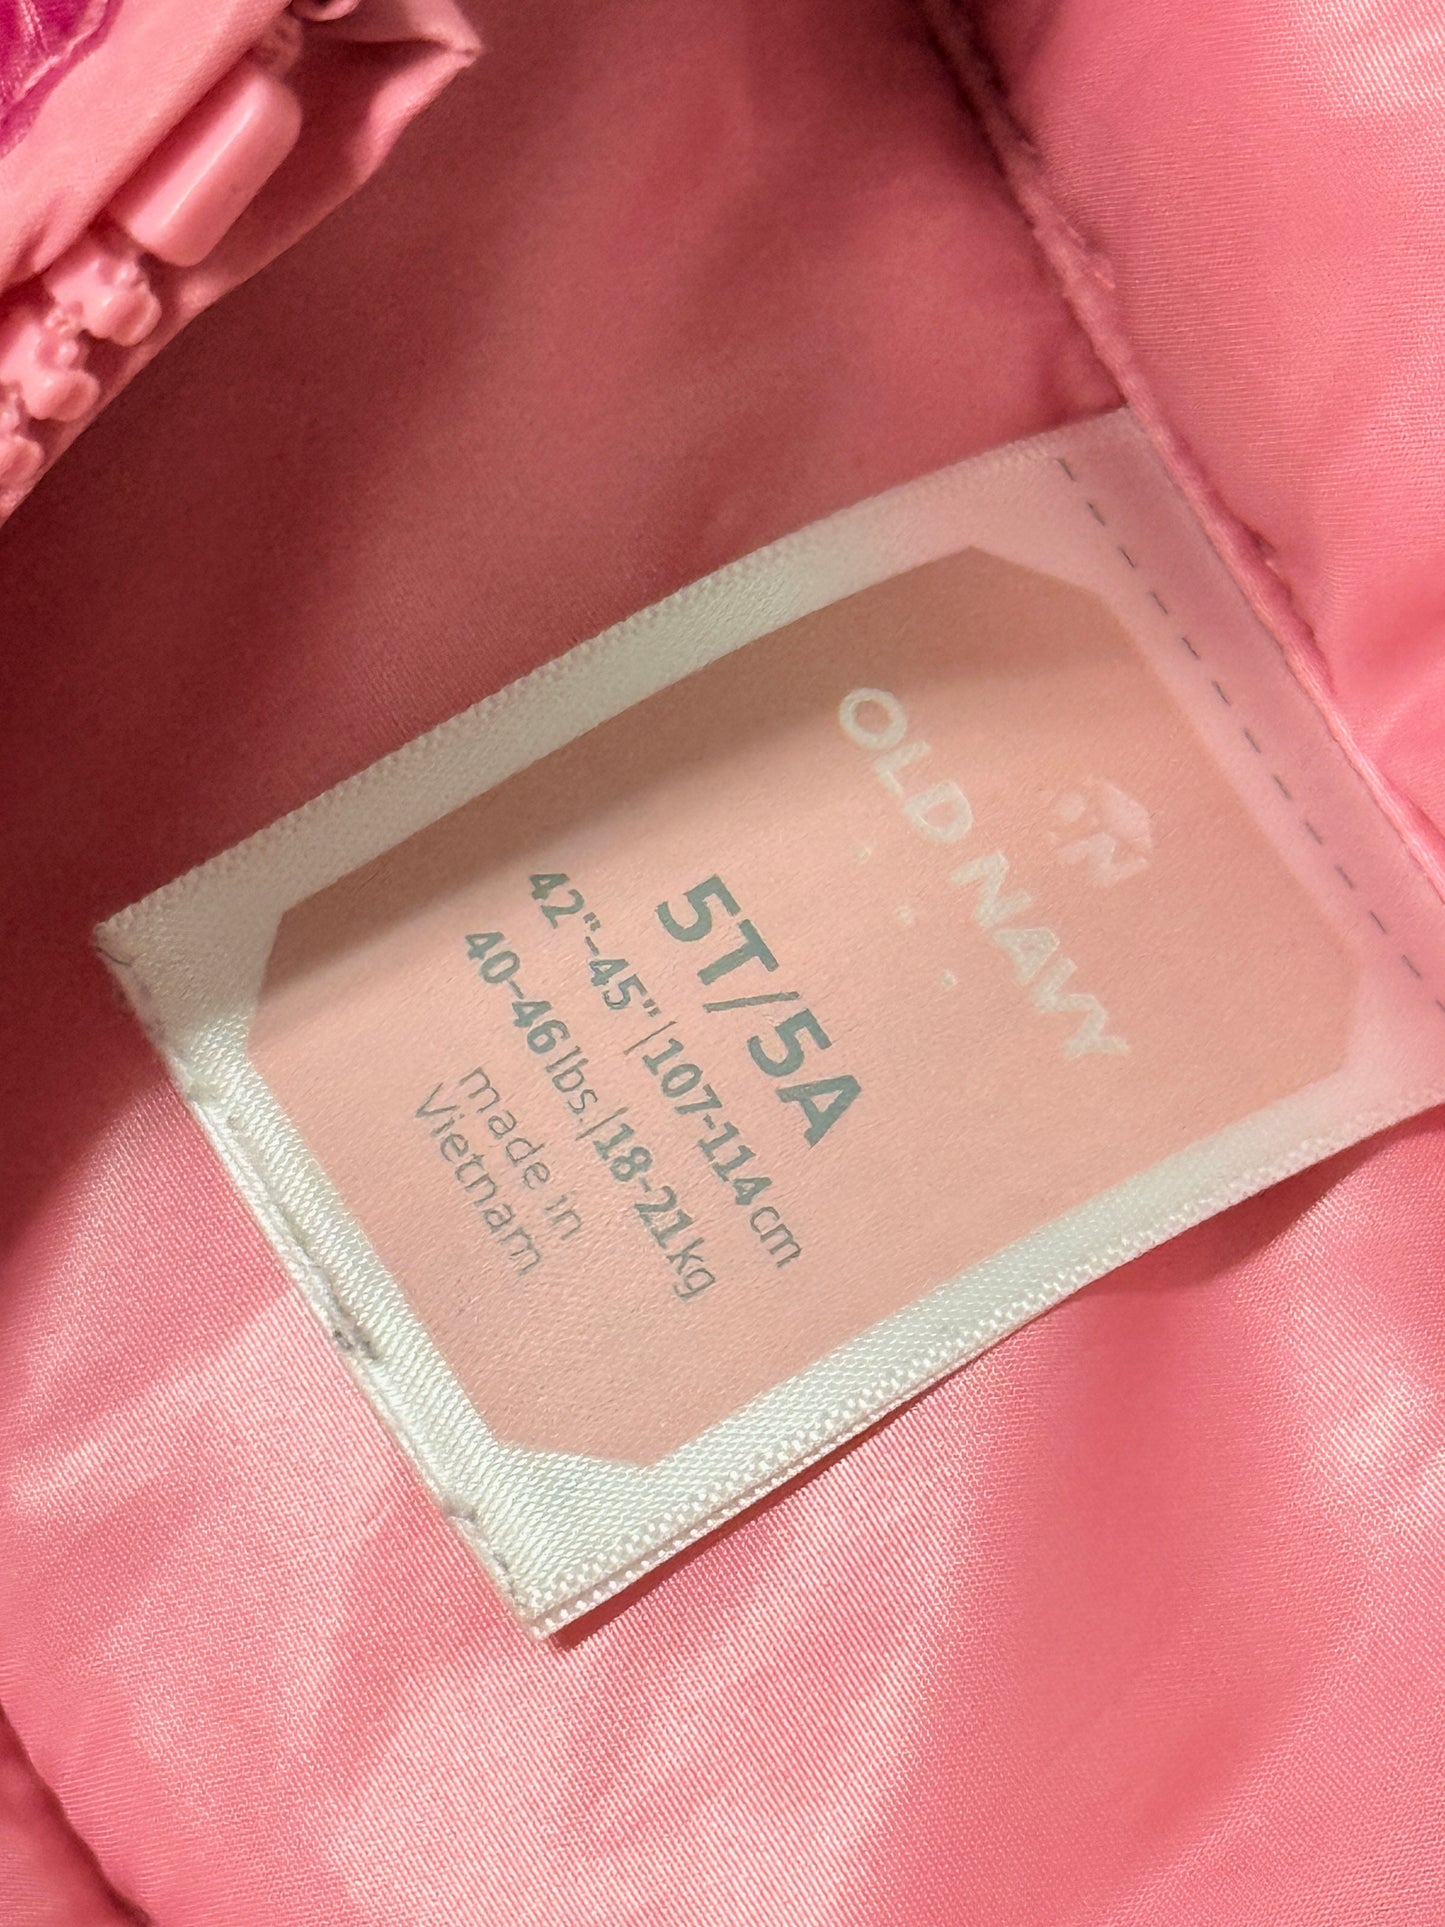 N
OLD NAVY
5T/5A
42"-45"|107-114cm
40-46lbs.|18-21kg
made in
Vietnam